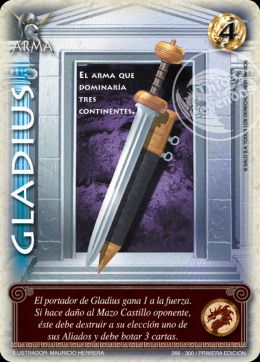 ARMA
4
EL ARMA QUE
DOMINARÍA
TRES
CONTINENTES.
GLADIUS
El portador de Gladius gana 1 a la fuerza.
Si hace daño al Mazo Castillo oponente,
éste debe destruir a su elección uno de
sus Aliados y debe botar 3 cartas.
ILUSTRADOR: MAURICIO HERRERA
268 - 300 / PRIMERA EDICION